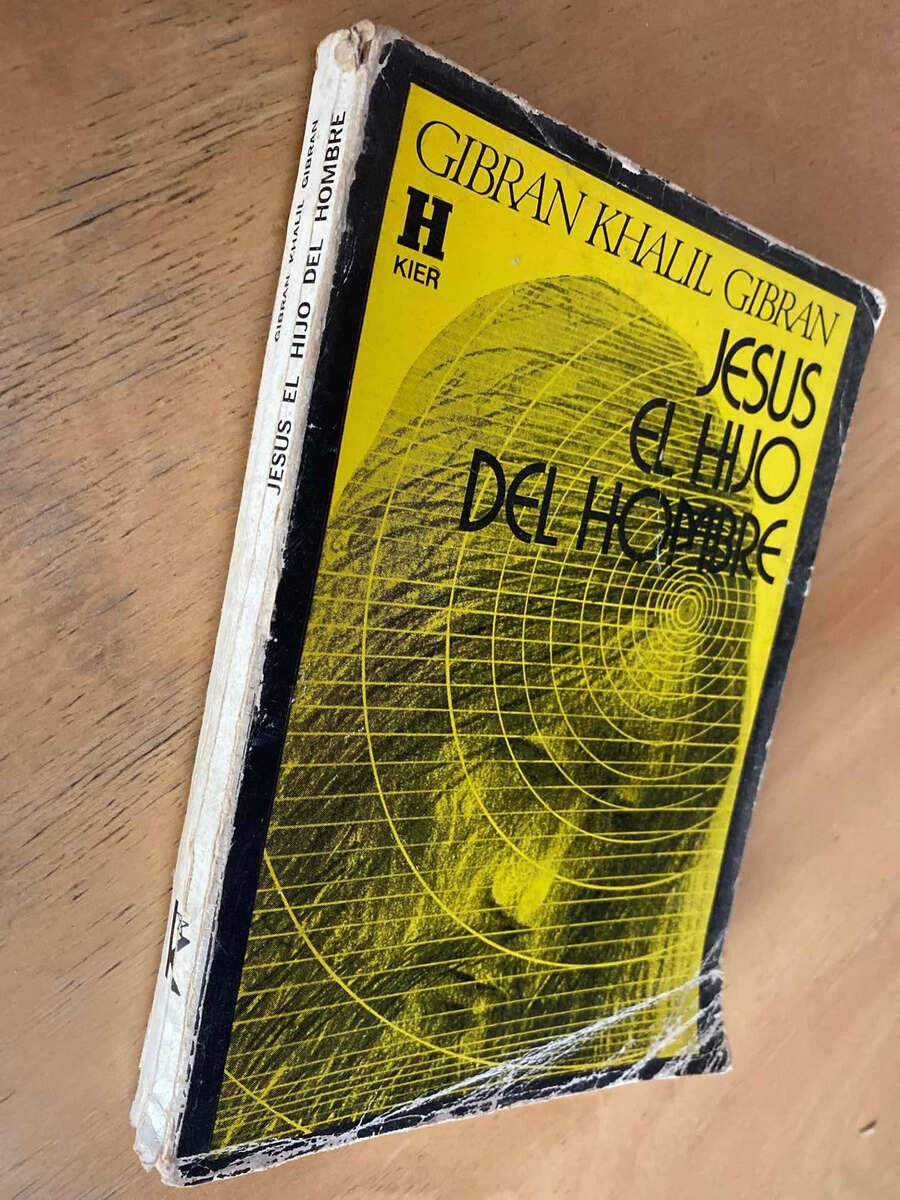 GIBRAN KHALIL GIBRAN
JESUS EL HIJO DEL HOMBRE
GIBRAN KHALIL GIBRAN
H
KIER
JESUS
EL HIJO
DEL HOMBRE